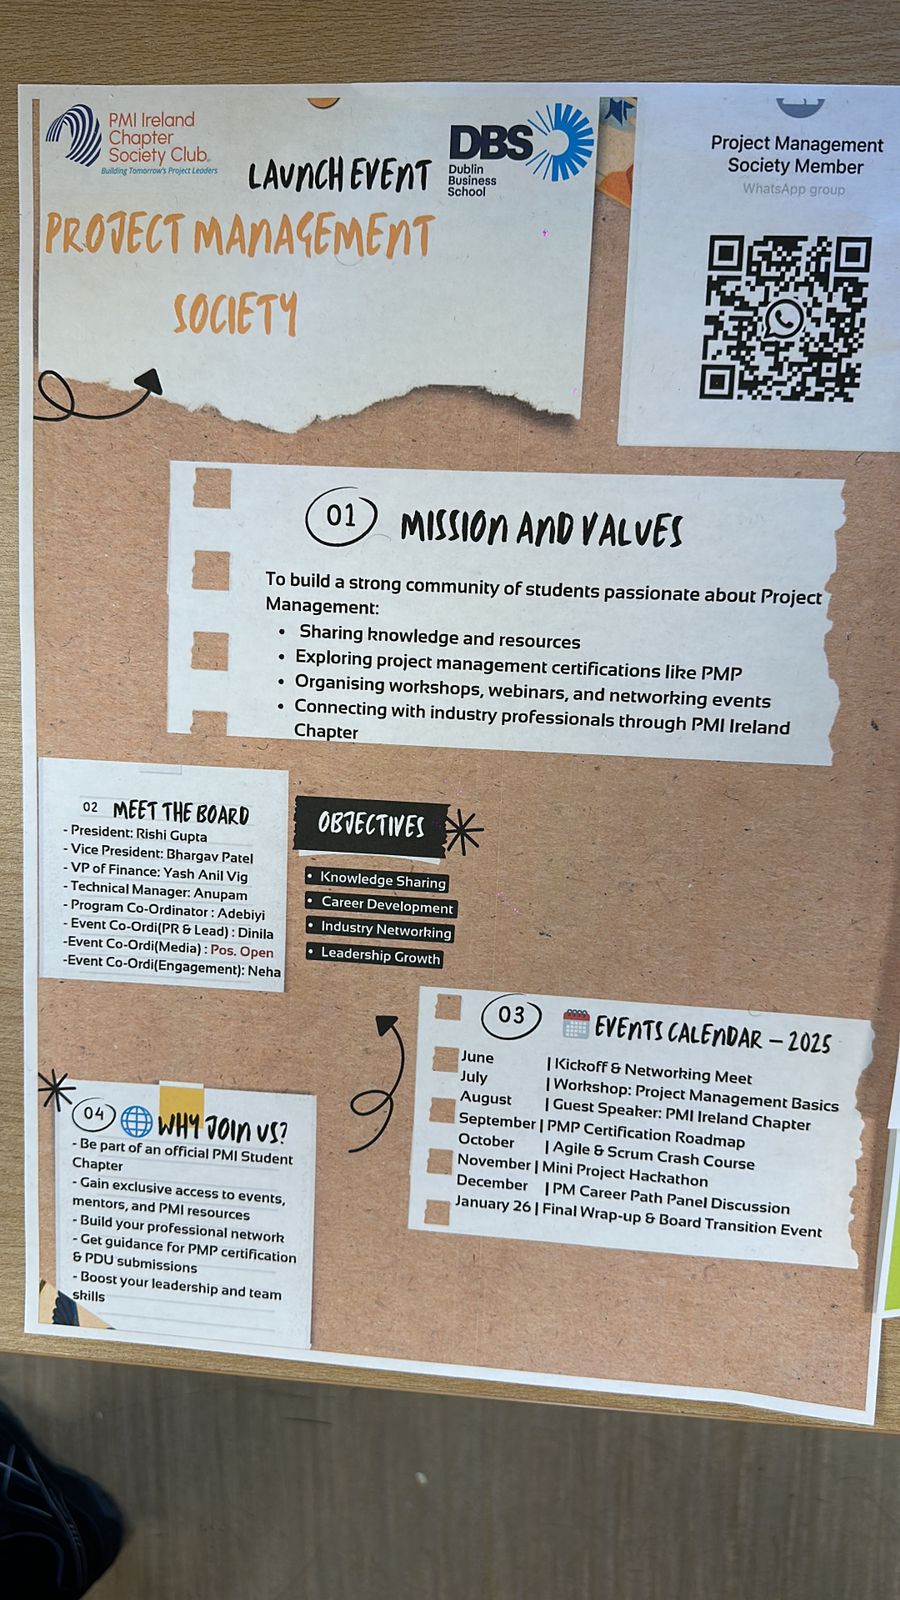 PMI Ireland
Chapter
Society Club
Building Tomorrow's Project Leaders
LAUNCH EVENT
DBS
Dublin
Business
School
PROJECT MANAGEMENT
SOCIETY
Project Management
Society Member
WhatsApp group
01 MISSION AND VALUES
To build a strong community of students passionate about Project
Management:
• Sharing knowledge and resources
• Exploring project management certifications like PMP
• Organising workshops, webinars, and networking events
• Connecting with industry professionals through PMI Ireland
Chapter
02 MEET THE BOARD
- President: Rishi Gupta
- Vice President: Bhargav Patel
- VP of Finance: Yash Anil Vig
- Technical Manager: Anupam
- Program Co-Ordinator : Adebiyi
- Event Co-Ordi(PR & Lead) : Dinila
-Event Co-Ordi(Media) : Pos. Open
-Event Co-Ordi(Engagement): Neha
OBJECTIVES
• Knowledge Sharing
• Career Development
• Industry Networking
• Leadership Growth
03 EVENTS CALENDAR – 2025
June | Kickoff & Networking Meet
July | Workshop: Project Management Basics
August | Guest Speaker: PMI Ireland Chapter
September | PMP Certification Roadmap
October | Agile & Scrum Crash Course
November | Mini Project Hackathon
December | PM Career Path Panel Discussion
January 26 | Final Wrap-up & Board Transition Event
04 WHY JOIN US?
- Be part of an official PMI Student
Chapter
- Gain exclusive access to events,
mentors, and PMI resources
- Build your professional network
- Get guidance for PMP certification
& PDU submissions
- Boost your leadership and team
skills